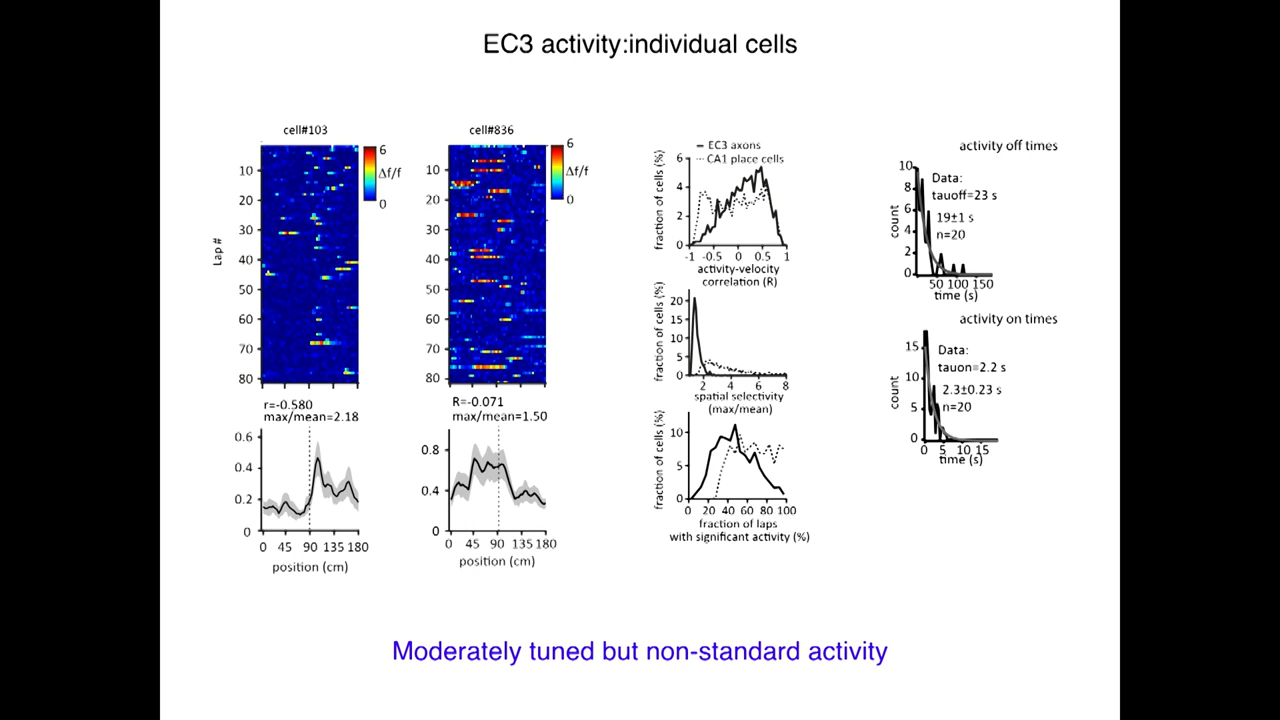 EC3 activity:individual cells
cell#103
6
Δf/f
0
10
20
30
40
50
60
70
80
Lap #
r=-0.580
max/mean=2.18
0.6
0.4
0.2
0
0 45 90 135 180
position (cm)
cell#836
6
Δf/f
0
10
20
30
40
50
60
70
80
R=-0.071
max/mean=1.50
0.8
0.4
0
0 45 90 135 180
position (cm)
EC3 axons
CA1 place cells
fraction of cells (%)
6
4
2
0
-1 -0.5 0 0.5 1
activity-velocity
correlation (R)
fraction of cells (%)
20
15
10
5
0
2 4 6 8
spatial selectivity
(max/mean)
fraction of cells (%)
10
5
0
0 20 40 60 80 100
fraction of laps
with significant activity (%)
activity off times
count
10
8
6
4
2
0
Data:
tauoff=23 s
19±1 s
n=20
50 100 150
time (s)
activity on times
count
15
10
5
0
Data:
tauon=2.2 s
2.3±0.23 s
n=20
0 5 10 15
time (s)
Moderately tuned but non-standard activity